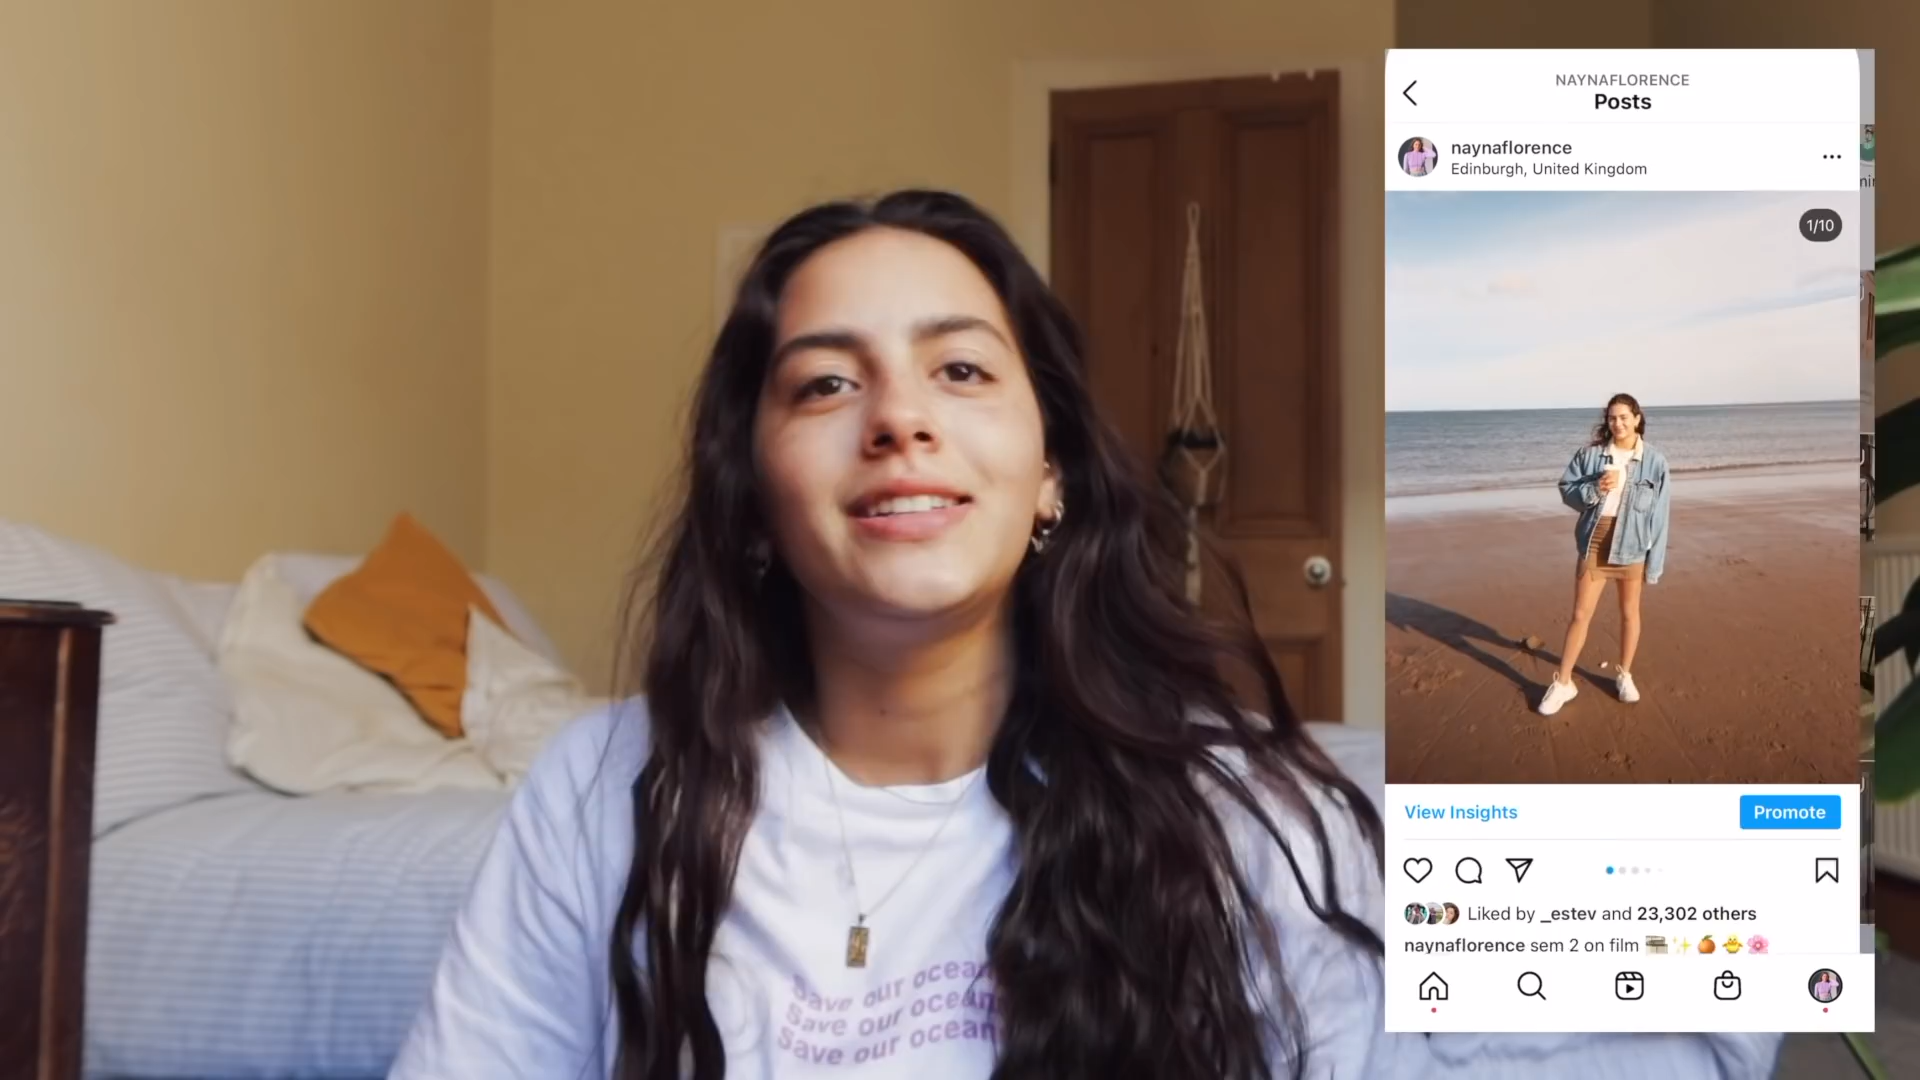 NAYNAFLORENCE
Posts
naynaflorence
Edinburgh, United Kingdom
1/10
View Insights
Promote
Liked by _estev and 23,302 others
naynaflorence sem 2 on film
Save our ocean
Save our ocean
Save our ocean